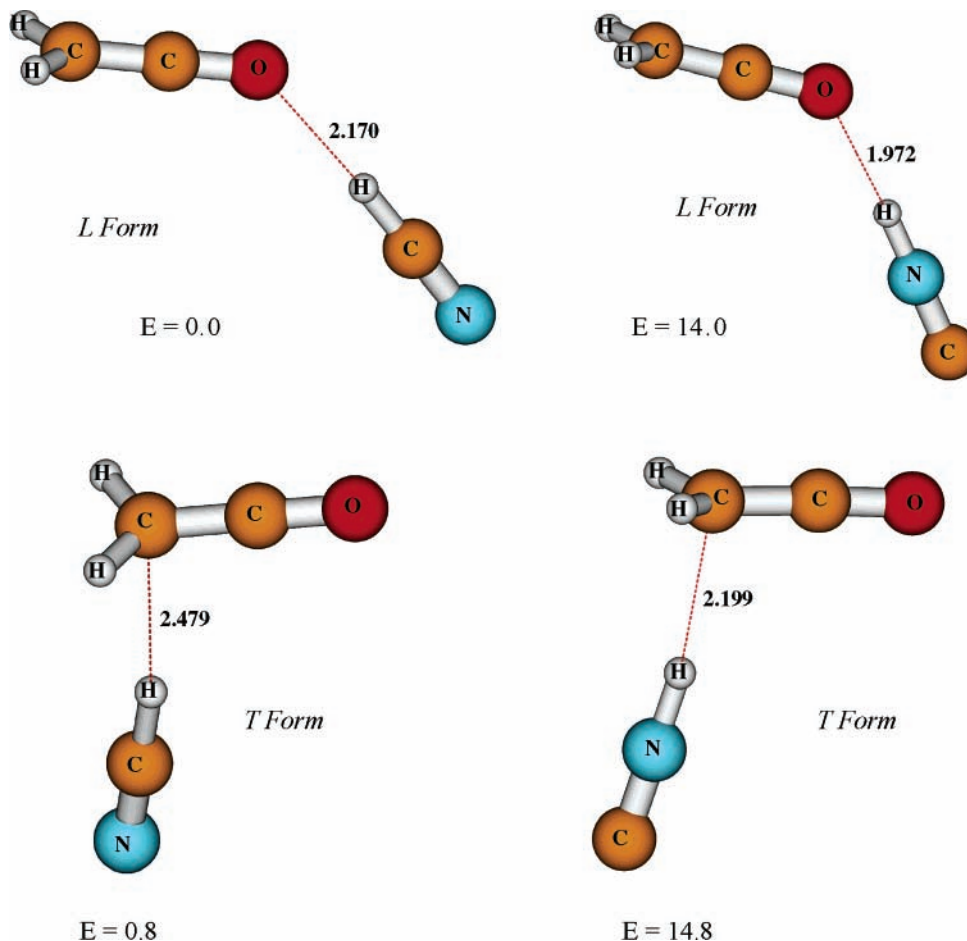 H
C
C
O
H
2.170
H
C
N
L Form
E = 0.0
H
H
C
C
O
1.972
H
N
C
L Form
E = 14.0
H
C
C
O
H
2.479
H
C
N
T Form
E = 0.8
H
H
C
C
O
2.199
H
N
C
T Form
E = 14.8